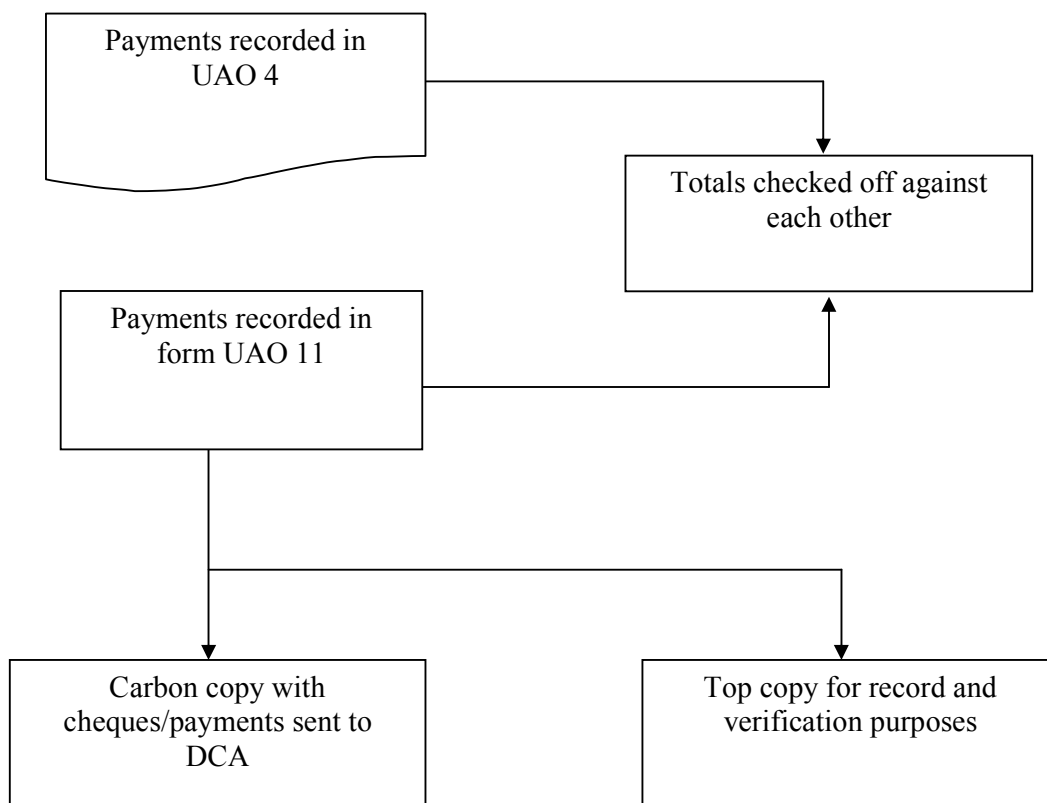 Payments recorded in
UAO 4
Totals checked off against
each other
Payments recorded in
form UAO 11
Carbon copy with
cheques/payments sent to
DCA
Top copy for record and
verification purposes